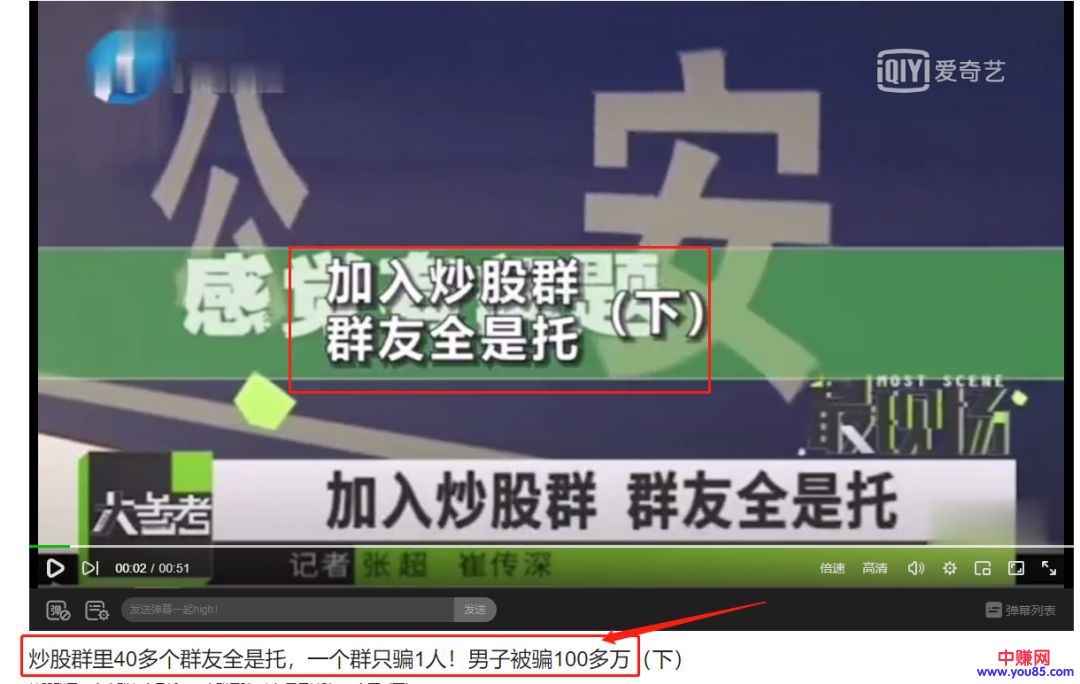 公安
iQIYI 爱奇艺
加入炒股群
群友全是托
（下）
MOST SCENE
最现场
大参考
加入炒股群 群友全是托
记者 张超 崔传深
00:02 / 00:51
倍速
高清
弹
发送弹幕一起high!
发送
弹幕列表
炒股群里40多个群友全是托，一个群只骗1人！男子被骗100多万（下）
中赚网
www.you85.com